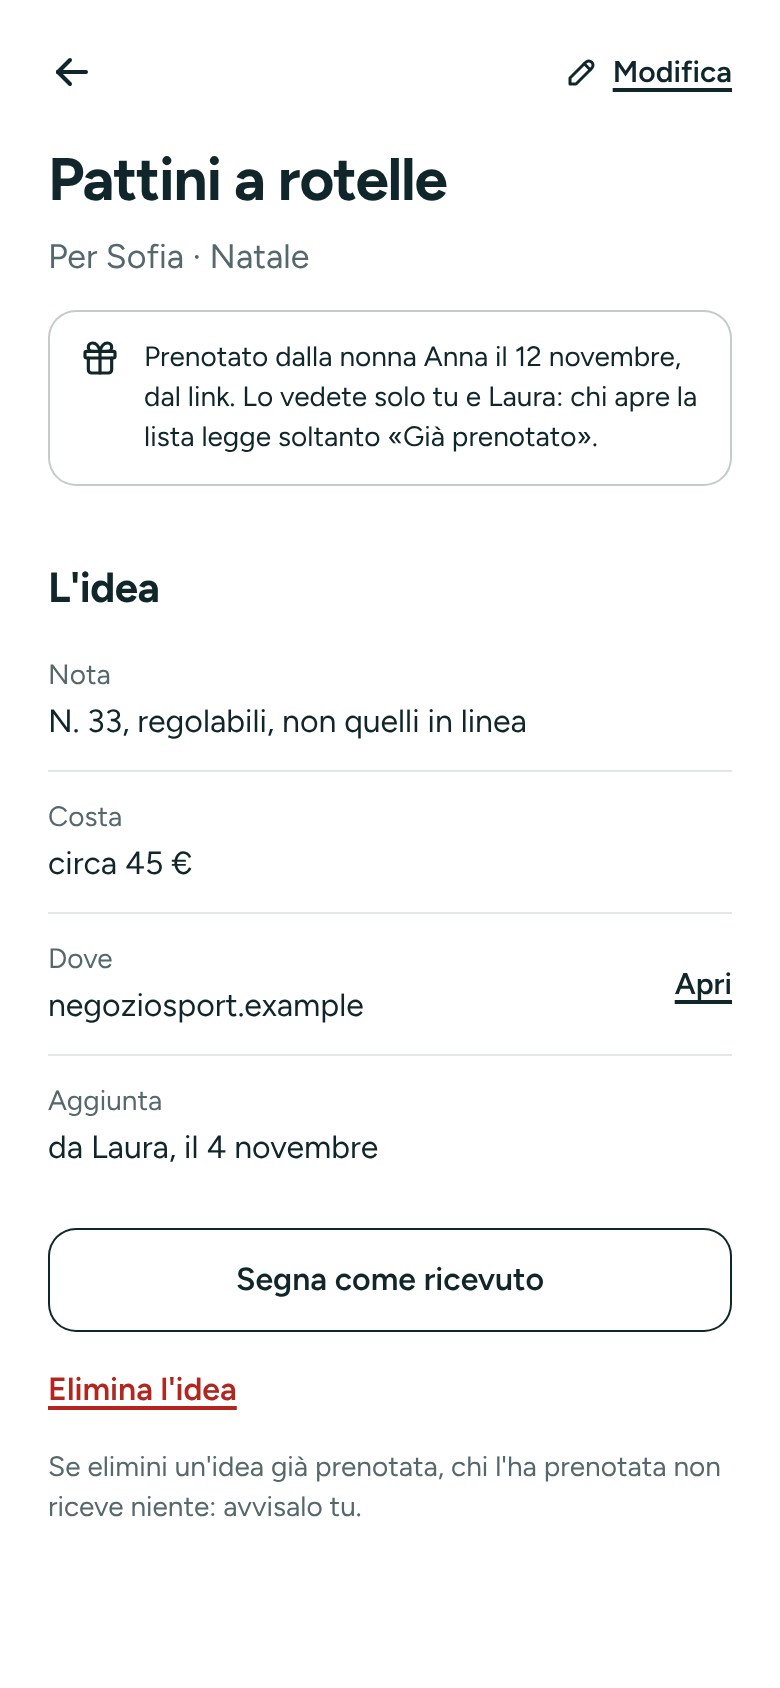 Modifica
Pattini a rotelle
Per Sofia · Natale
Prenotato dalla nonna Anna il 12 novembre,
dal link. Lo vedete solo tu e Laura: chi apre la
lista legge soltanto «Già prenotato».
L'idea
Nota
N. 33, regolabili, non quelli in linea
Costa
circa 45 €
Dove
negoziosport.example
Apri
Aggiunta
da Laura, il 4 novembre
Segna come ricevuto
Elimina l'idea
Se elimini un'idea già prenotata, chi l'ha prenotata non
riceve niente: avvisalo tu.